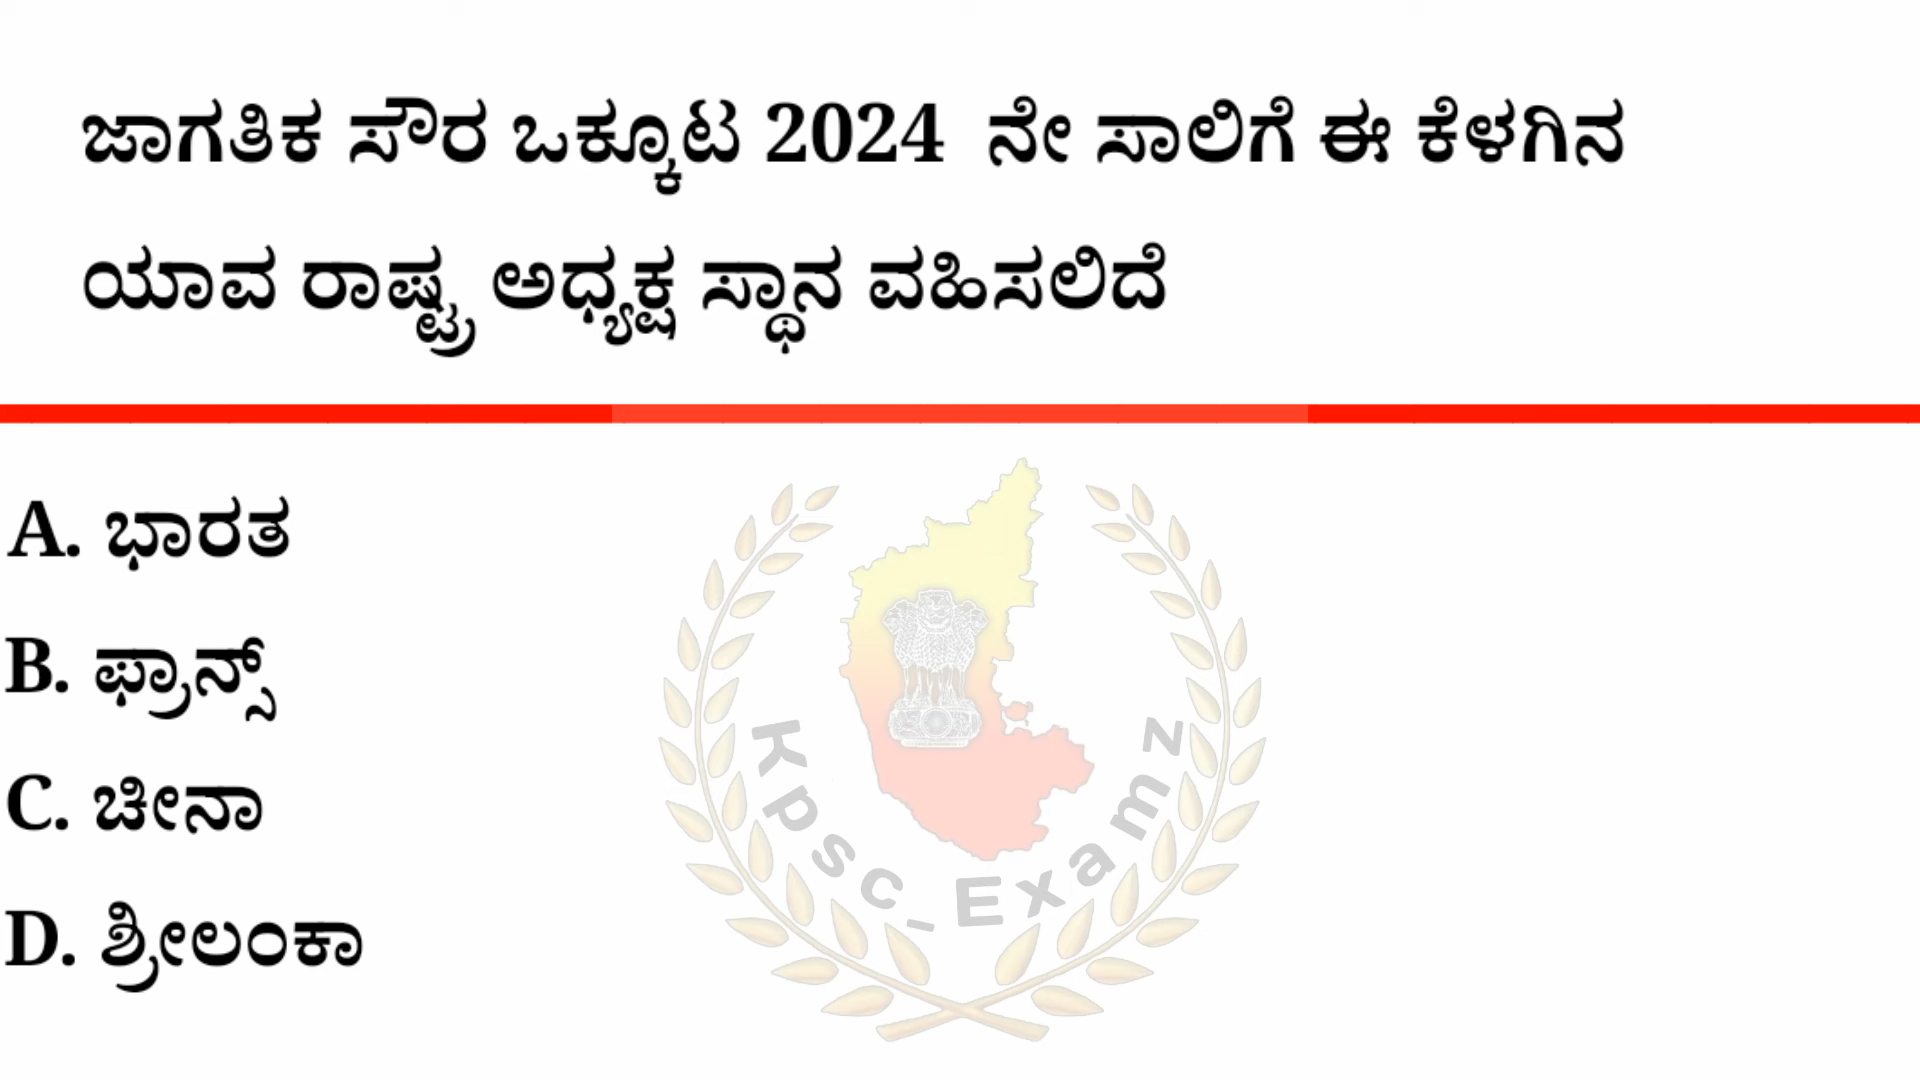 ಜಾಗತಿಕ ಸೌರ ಒಕ್ಕೂಟ 2024 ನೇ ಸಾಲಿಗೆ ಈ ಕೆಳಗಿನ
ಯಾವ ರಾಷ್ಟ್ರ ಅಧ್ಯಕ್ಷ ಸ್ಥಾನ ವಹಿಸಲಿದೆ
A. ಭಾರತ
B. ಫ್ರಾನ್ಸ್
C. ಚೀನಾ
D. ಶ್ರೀಲಂಕಾ
Kpsc_Examz